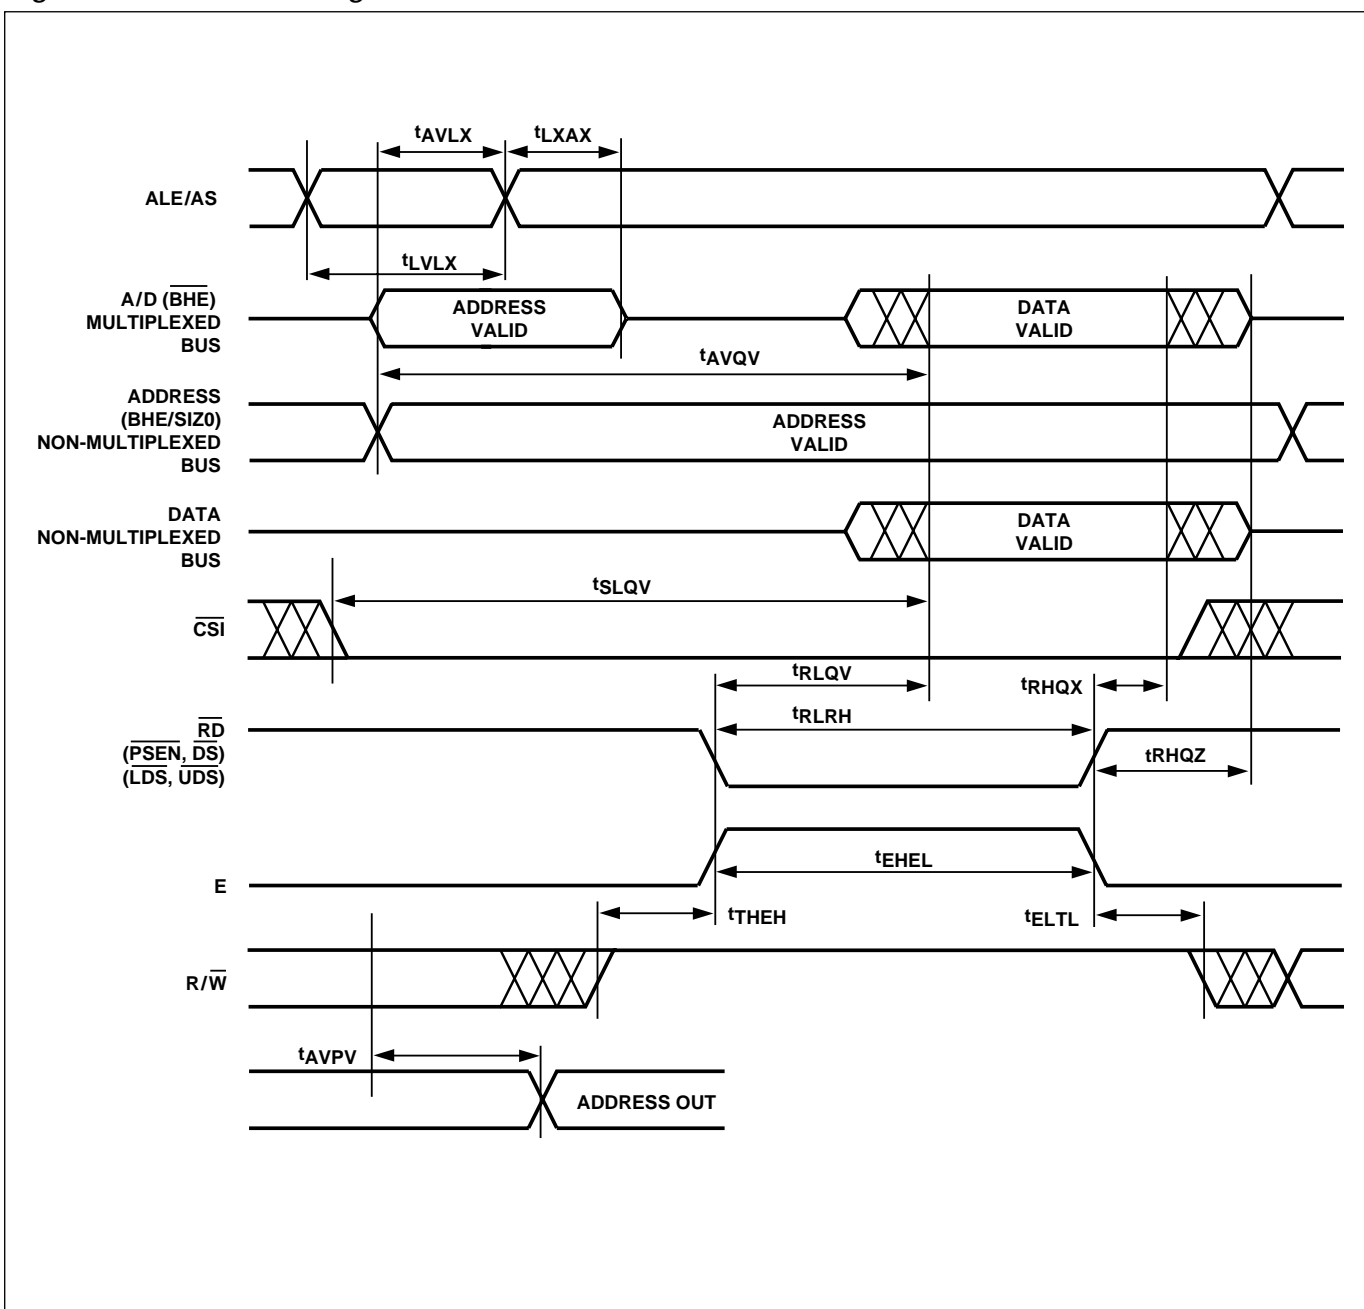 tAVLX
tLXAX
ALE/AS
tLVLX
A/D (BHE)
MULTIPLEXED
BUS
ADDRESS
VALID
DATA
VALID
tAVQV
ADDRESS
(BHE/SIZ0)
NON-MULTIPLEXED
BUS
ADDRESS
VALID
DATA
NON-MULTIPLEXED
BUS
DATA
VALID
tSLQV
CSI
tRLQV
tRHQX
tRLRH
RD
(PSEN, DS)
(LDS, UDS)
tRHQZ
tEHEL
E
tTHEH
tELTL
R/W
tAVPV
ADDRESS OUT